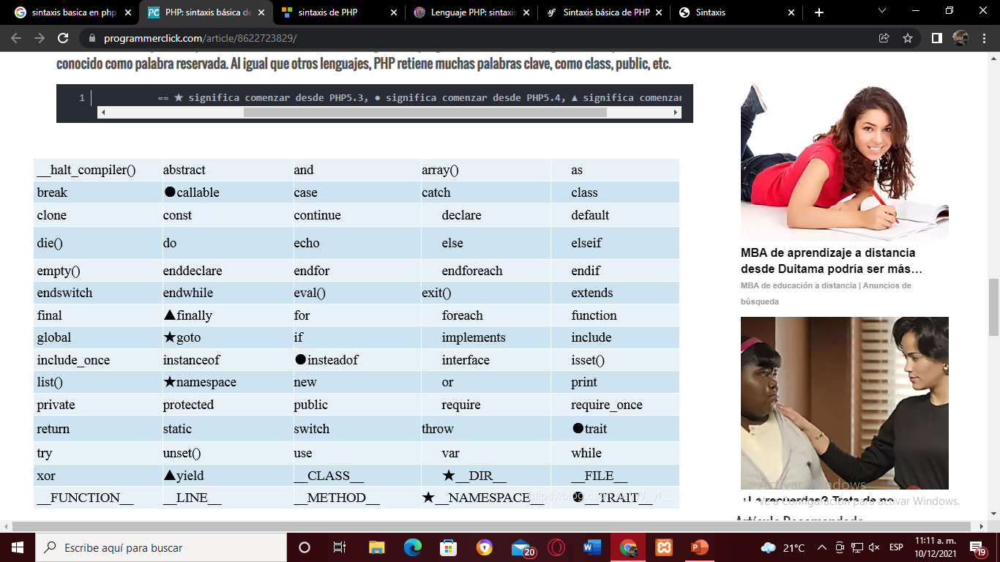 sintaxis basica en php
PHP: sintaxis básica de
sintaxis de PHP
Lenguaje PHP: sintaxis
Sintaxis básica de PHP
Sintaxis
programmerclick.com/article/8622723829/
conocido como palabra reservada. Al igual que otros lenguajes, PHP retiene muchas palabras clave, como class, public, etc.
1 == ★ significa comenzar desde PHP5.3, ● significa comenzar desde PHP5.4, ▲ significa comenzar
__halt_compiler() abstract and array() as
break ●callable case catch class
clone const continue declare default
die() do echo else elseif
empty() enddeclare endfor endforeach endif
endswitch endwhile eval() exit() extends
final ▲finally for foreach function
global ★goto if implements include
include_once instanceof ●insteadof interface isset()
list() ★namespace new or print
private protected public require require_once
return static switch throw ●trait
try unset() use var while
xor ▲yield __CLASS__ ★__DIR__ __FILE__
__FUNCTION__ __LINE__ __METHOD__ ★__NAMESPACE__ ●__TRAIT__
MBA de aprendizaje a distancia
desde Duitama podría ser más…
MBA de educación a distancia | Anuncios de
búsqueda
Activar Windows
Ve a Configuración para activar Windows.
¿La recuerdas? Trata de no
Artículo Recomendado
Escribe aquí para buscar
20
21°C
ESP
11:11 a. m.
10/12/2021
19